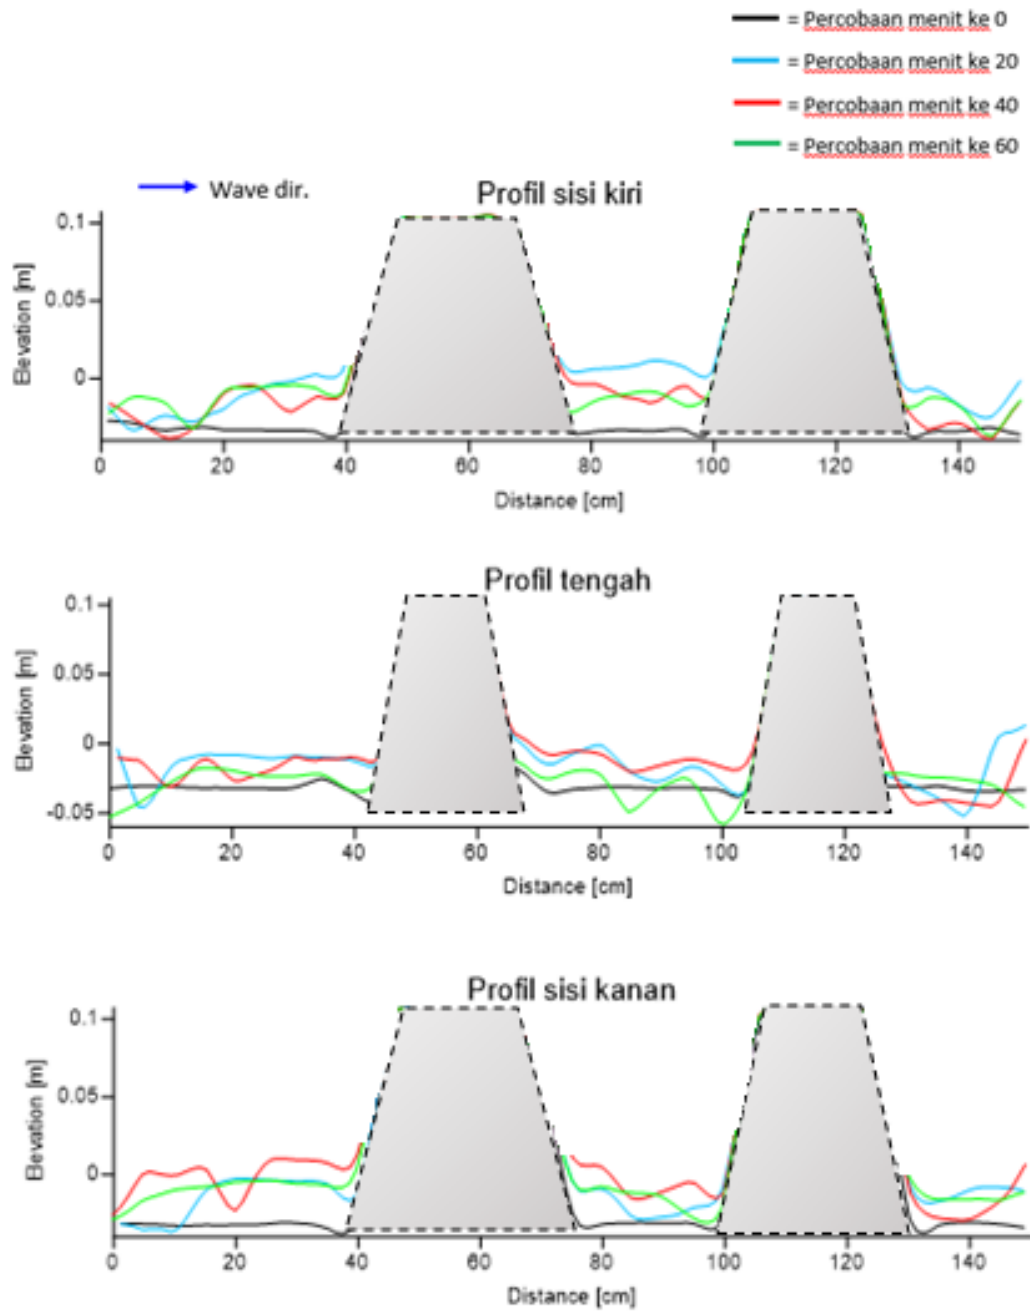 = Percobaan menit ke 0
= Percobaan menit ke 20
= Percobaan menit ke 40
= Percobaan menit ke 60
Wave dir.
Profil sisi kiri
Elevation [m]
0.1
0.05
0
0 20 40 60 80 100 120 140
Distance [cm]
Profil tengah
Elevation [m]
0.1
0.05
0
-0.05
0 20 40 60 80 100 120 140
Distance [cm]
Profil sisi kanan
Elevation [m]
0.1
0.05
0
0 20 40 60 80 100 120 140
Distance [cm]